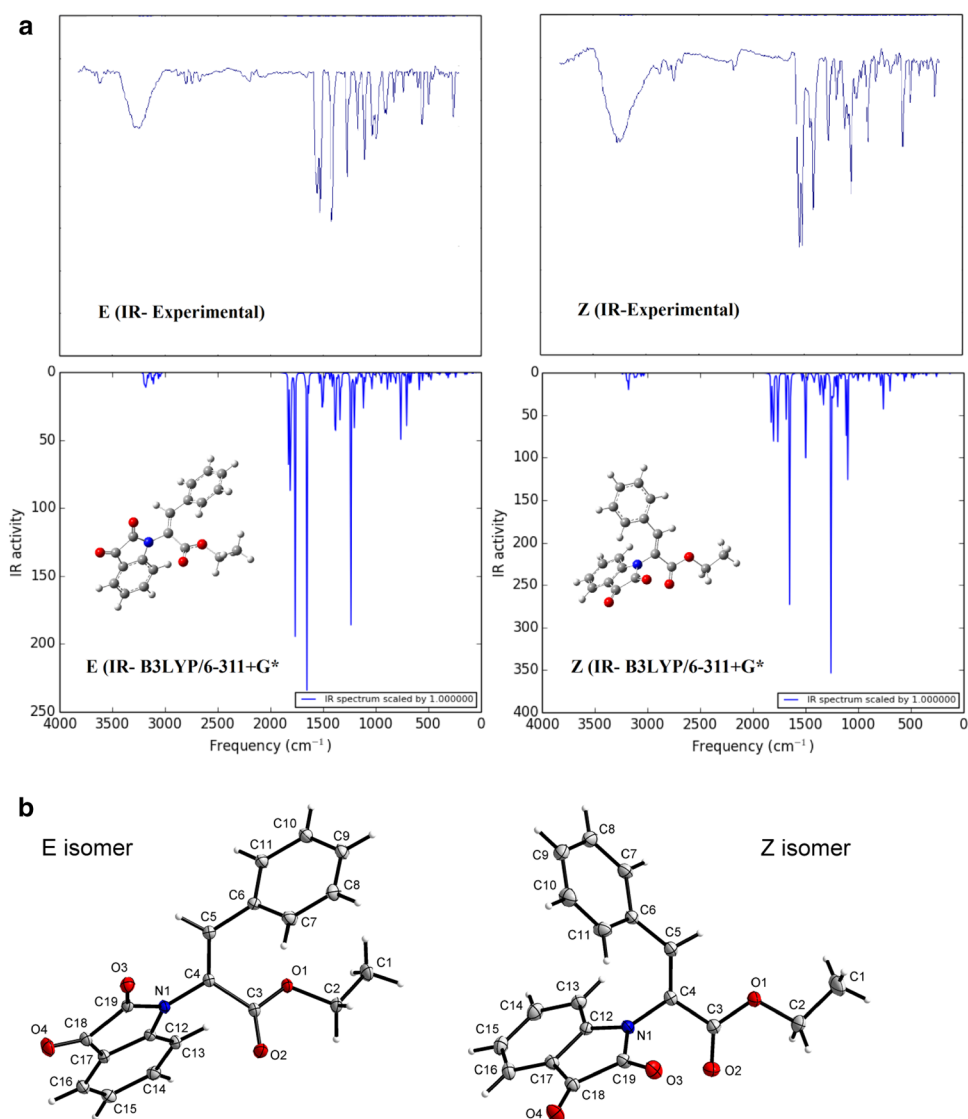 a
E (IR- Experimental)
Z (IR-Experimental)
0
50
100
150
200
250
IR activity
E (IR- B3LYP/6-311+G*
IR spectrum scaled by 1.000000
4000 3500 3000 2500 2000 1500 1000 500 0
Frequency (cm⁻¹)
0
50
100
150
200
250
300
350
400
IR activity
Z (IR- B3LYP/6-311+G*
IR spectrum scaled by 1.000000
4000 3500 3000 2500 2000 1500 1000 500 0
Frequency (cm⁻¹)
b
E isomer
C10
C11
C9
C8
C6
C7
C5
O3
N1
C4
O1
C1
C19
C3
C2
O4
C18
C12
C17
C13
O2
C16
C14
C15
Z isomer
C8
C9
C7
C10
C6
C11
C5
C13
C4
O1
C1
C14
C12
C3
C2
C15
N1
C16
C17
C19
O3
O2
C18
O4